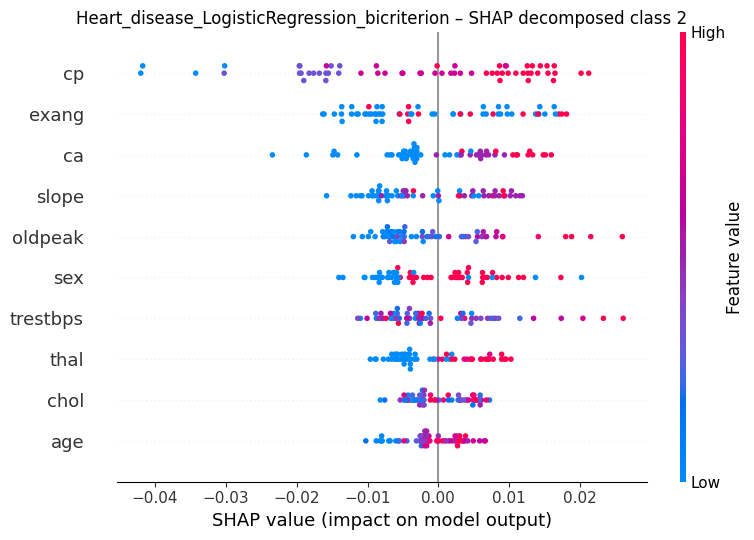 Heart_disease_LogisticRegression_bicriterion – SHAP decomposed class 2
High
cp
exang
ca
slope
oldpeak
sex
trestbps
thal
chol
age
Feature value
Low
−0.04 −0.03 −0.02 −0.01 0.00 0.01 0.02
SHAP value (impact on model output)